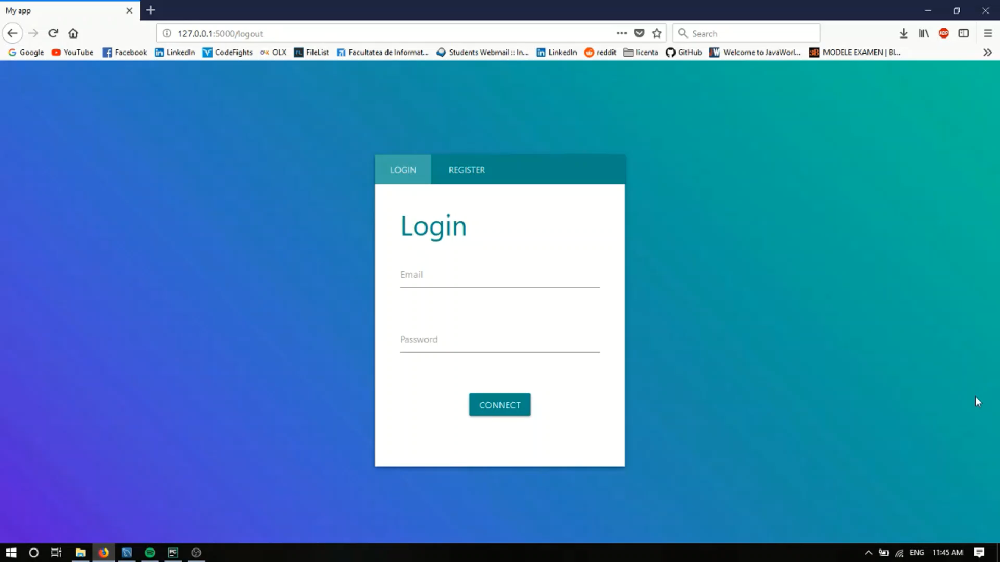 My app
127.0.0.1:5000/logout
Search
Google YouTube Facebook LinkedIn CodeFights OLX FileList Facultatea de Informat... Students Webmail :: In... LinkedIn reddit licenta GitHub Welcome to JavaWorl... MODELE EXAMEN | BI...
LOGIN REGISTER
Login
Email
Password
CONNECT
ENG 11:45 AM